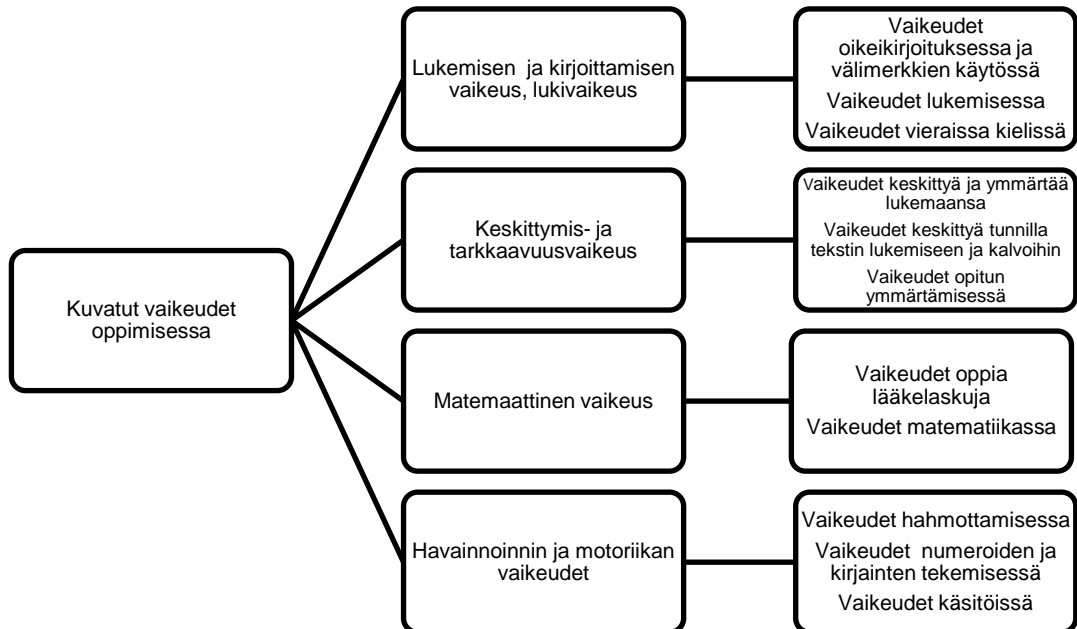 Kuvatut vaikeudet
oppimisessa
Lukemisen ja kirjoittamisen
vaikeus, lukivaikeus
Vaikeudet
oikeikirjoituksessa ja
välimerkkien käytössä
Vaikeudet lukemisessa
Vaikeudet vieraissa kielissä
Keskittymis- ja
tarkkaavuusvaikeus
Vaikeudet keskittyä ja ymmärtää
lukemaansa
Vaikeudet keskittyä tunnilla
tekstin lukemiseen ja kalvoihin
Vaikeudet opitun
ymmärtämisessä
Matemaattinen vaikeus
Vaikeudet oppia
lääkelaskuja
Vaikeudet matematiikassa
Havainnoinnin ja motoriikan
vaikeudet
Vaikeudet hahmottamisessa
Vaikeudet numeroiden ja
kirjainten tekemisessä
Vaikeudet käsitöissä